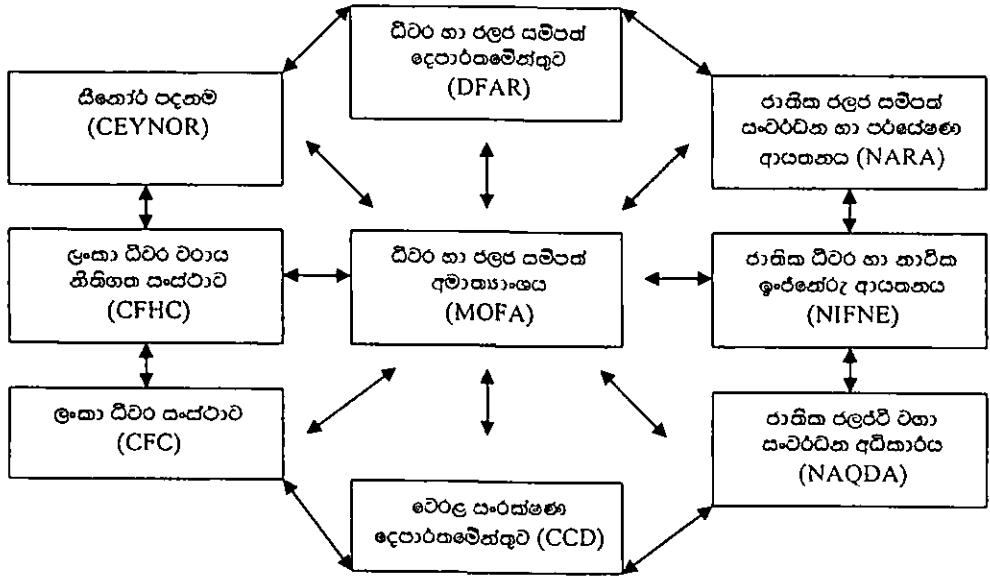 ධීවර හා ජලජ සම්පත්
දෙපාර්තමේන්තුව
(DFAR)
සීනෝර් පදනම
(CEYNOR)
ජාතික ජලජ සම්පත්
සංවර්ධන හා පර්යේෂණ
ආයතනය (NARA)
ලංකා ධීවර වරාය
නීතිගත සංස්ථාව
(CFHC)
ධීවර හා ජලජ සම්පත්
අමාත්‍යාංශය
(MOFA)
ජාතික ධීවර හා නාවික
ඉංජිනේරු ආයතනය
(NIFNE)
ලංකා ධීවර සංස්ථාව
(CFC)
ජාතික ජලජීවි වගා
සංවර්ධන අධිකාරිය
(NAQDA)
වෙරළ සංරක්ෂණ
දෙපාර්තමේන්තුව (CCD)